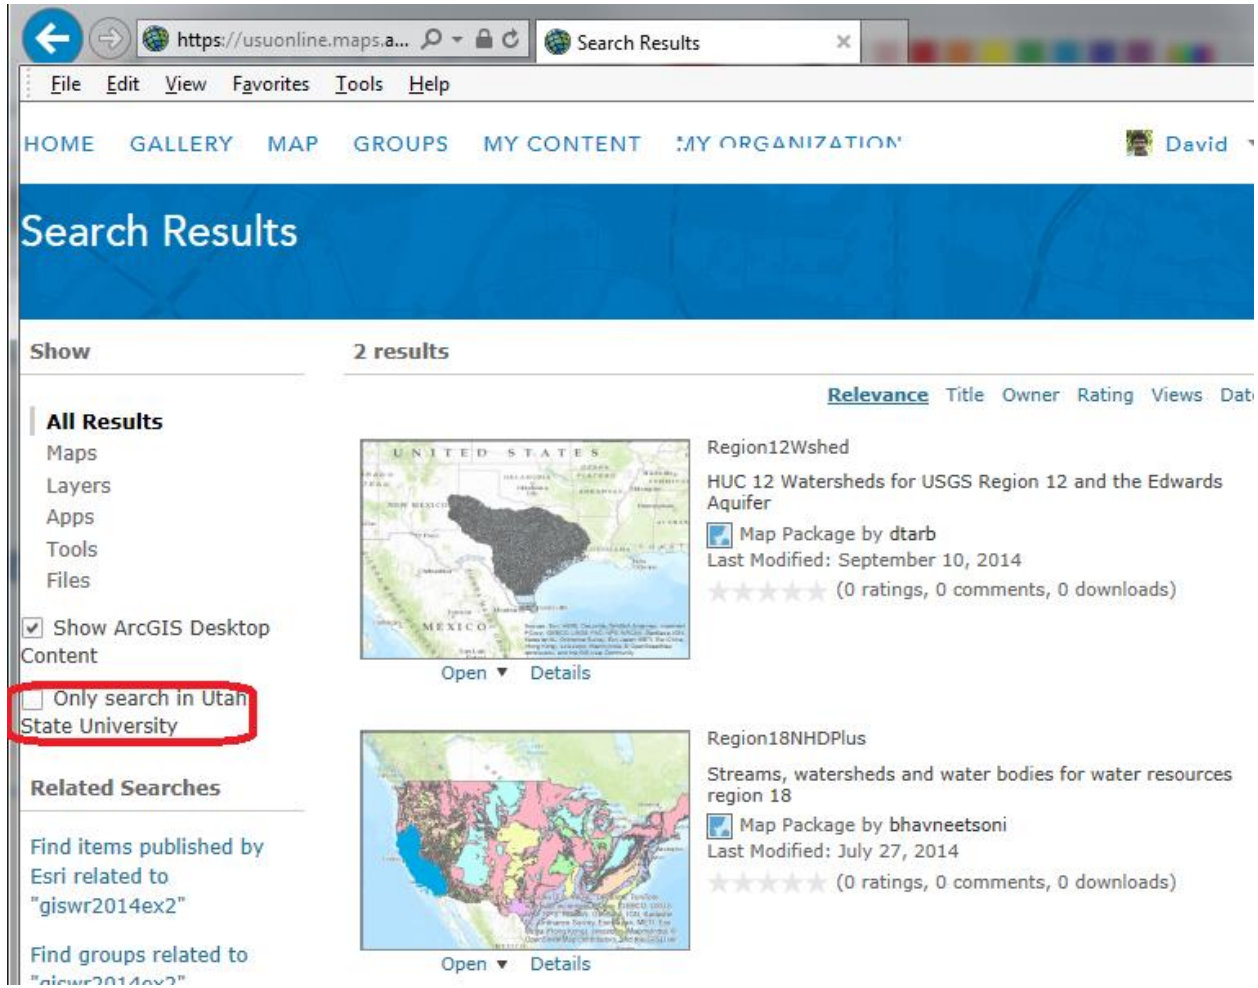 https://usuonline.maps.a...
Search Results
File Edit View Favorites Tools Help
HOME GALLERY MAP GROUPS MY CONTENT MY ORGANIZATION David
Search Results
Show
All Results
Maps
Layers
Apps
Tools
Files
Show ArcGIS Desktop
Content
Only search in Utah
State University
Related Searches
Find items published by
Esri related to
"giswr2014ex2"
Find groups related to
"giswr2014ex2"
2 results
Relevance Title Owner Rating Views Date
UNITED STATES
NEW MEXICO
MEXICO
Region12Wshed
HUC 12 Watersheds for USGS Region 12 and the Edwards
Aquifer
Map Package by dtarb
Last Modified: September 10, 2014
(0 ratings, 0 comments, 0 downloads)
Open Details
Region18NHDPlus
Streams, watersheds and water bodies for water resources
region 18
Map Package by bhavneetsoni
Last Modified: July 27, 2014
(0 ratings, 0 comments, 0 downloads)
Open Details